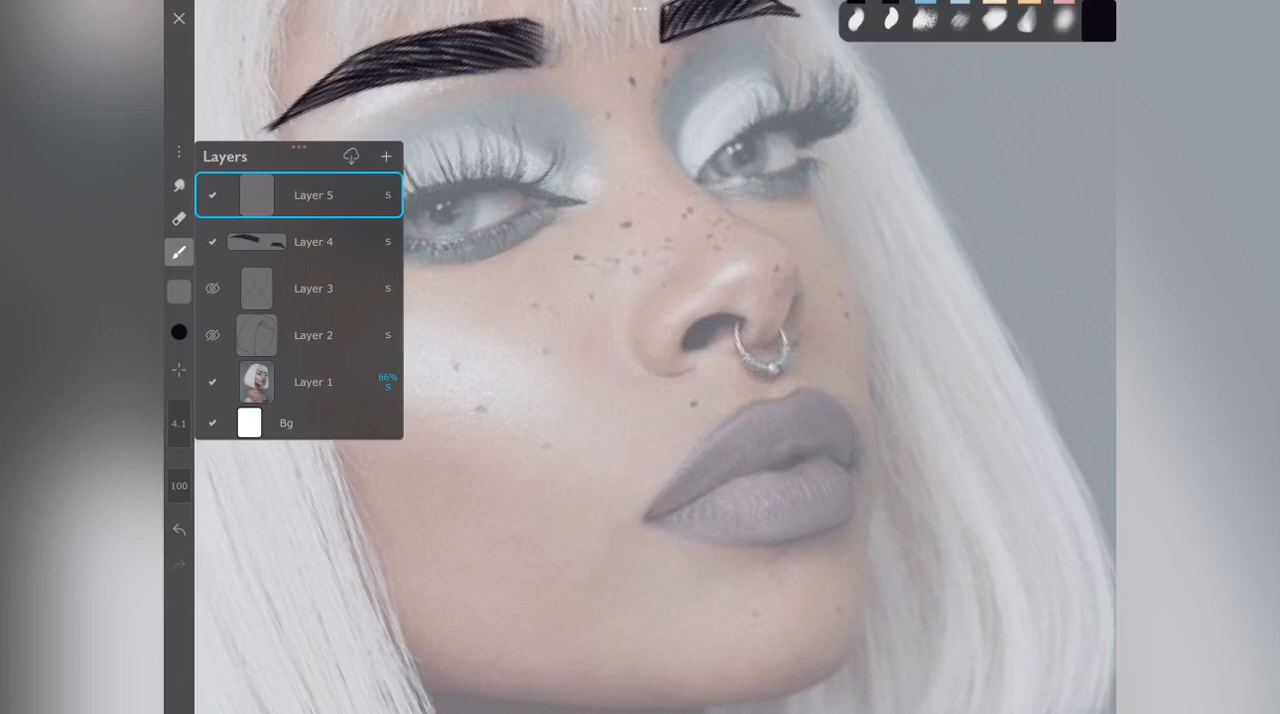 Layers
Layer 5 S
Layer 4 S
Layer 3 S
Layer 2 S
Layer 1 66% S
Bg
4.1
100